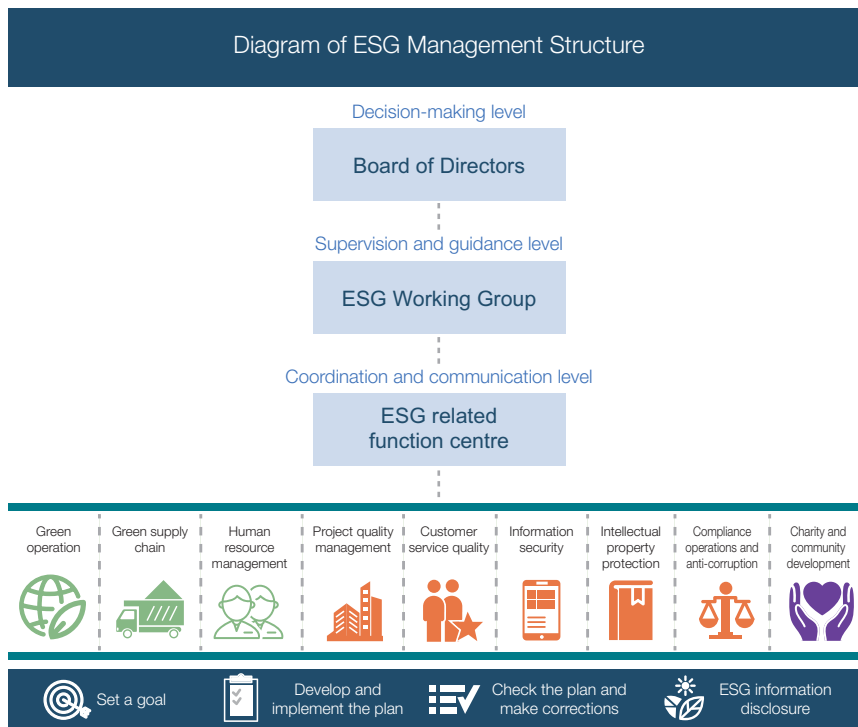 Diagram of ESG Management Structure
Decision-making level
Board of Directors
Supervision and guidance level
ESG Working Group
Coordination and communication level
ESG related
function centre
Green
operation
Green supply
chain
Human
resource
management
Project quality
management
Customer
service quality
Information
security
Intellectual
property
protection
Compliance
operations and
anti-corruption
Charity and
community
development
Set a goal
Develop and
implement the plan
Check the plan and
make corrections
ESG information
disclosure